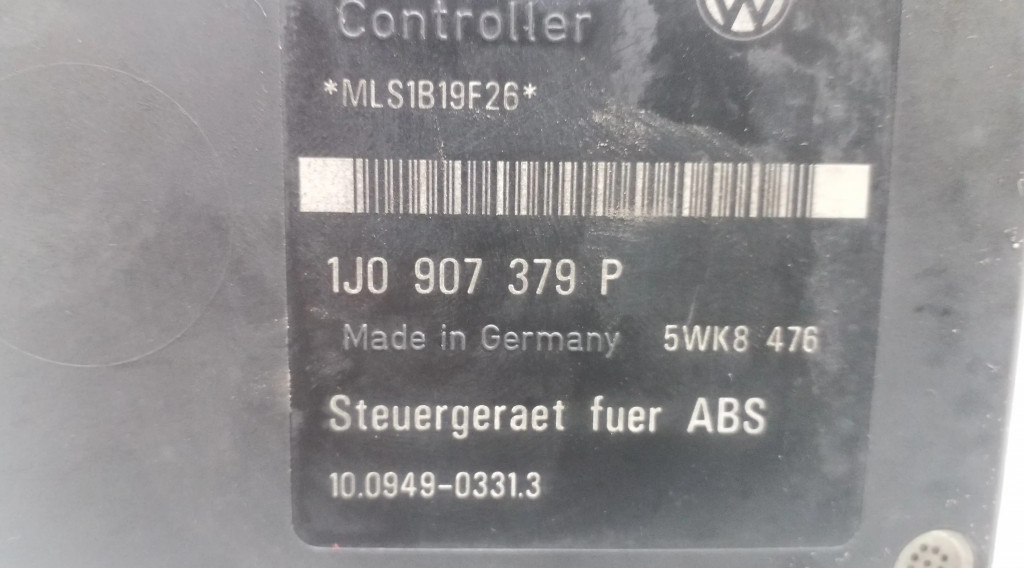 Controller
*MLS1B19F26*
1J0 907 379 P
Made in Germany 5WK8 476
Steuergeraet fuer ABS
10.0949-0331.3